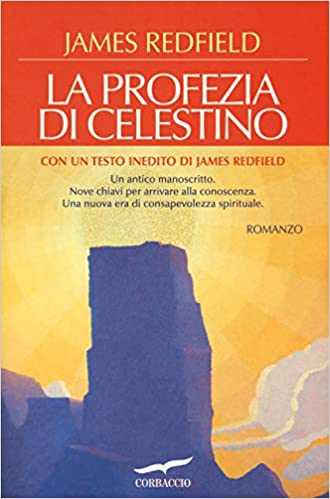 JAMES REDFIELD
LA PROFEZIA
DI CELESTINO
CON UN TESTO INEDITO DI JAMES REDFIELD
Un antico manoscritto.
Nove chiavi per arrivare alla conoscenza.
Una nuova era di consapevolezza spirituale.
ROMANZO
CORBACCIO